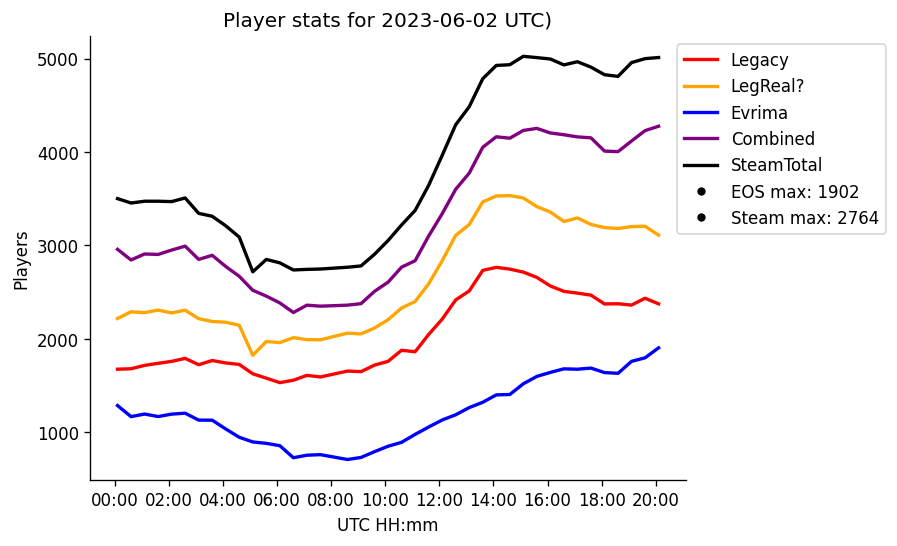 Player stats for 2023-06-02 UTC)
5000
4000
3000
2000
1000
Players
00:00 02:00 04:00 06:00 08:00 10:00 12:00 14:00 16:00 18:00 20:00
UTC HH:mm
Legacy
LegReal?
Evrima
Combined
SteamTotal
EOS max: 1902
Steam max: 2764